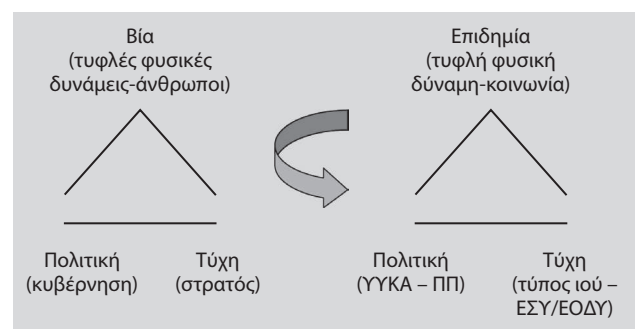 Βία
(τυφλές φυσικές
δυνάμεις-άνθρωποι)
Πολιτική
(κυβέρνηση)
Τύχη
(στρατός)
Επιδημία
(τυφλή φυσική
δύναμη-κοινωνία)
Πολιτική
(ΥΥΚΑ – ΠΠ)
Τύχη
(τύπος ιού –
ΕΣΥ/ΕΟΔΥ)